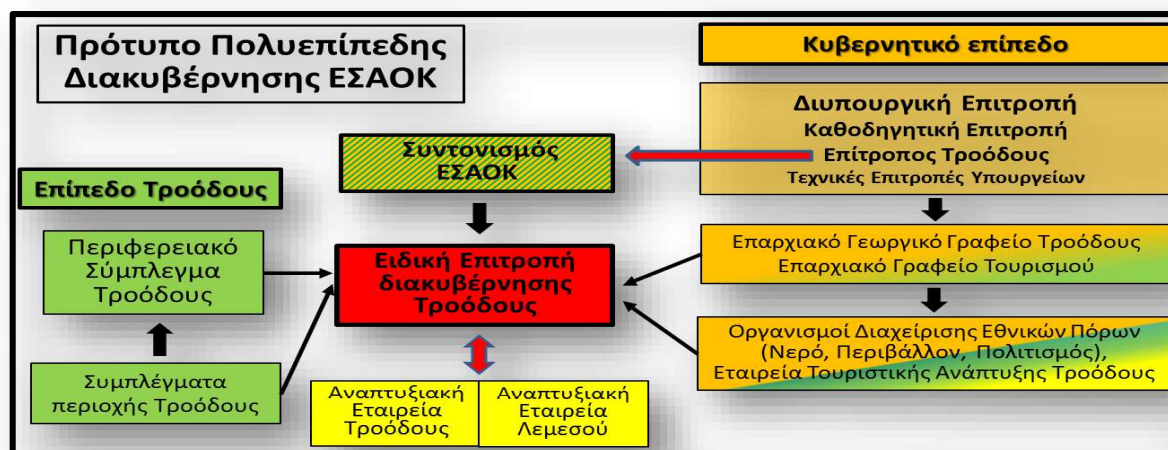 Πρότυπο Πολυεπίπεδης
Διακυβέρνησης ΕΣΑΟΚ
Κυβερνητικό επίπεδο
Διυπουργική Επιτροπή
Καθοδηγητική Επιτροπή
Επίτροπος Τροόδους
Τεχνικές Επιτροπές Υπουργείων
Συντονισμός
ΕΣΑΟΚ
Επίπεδο Τροόδους
Περιφερειακό
Σύμπλεγμα
Τροόδους
Ειδική Επιτροπή
διακυβέρνησης
Τροόδους
Επαρχιακό Γεωργικό Γραφείο Τροόδους
Επαρχιακό Γραφείο Τουρισμού
Οργανισμοί Διαχείρισης Εθνικών Πόρων
(Νερό, Περιβάλλον, Πολιτισμός),
Εταιρεία Τουριστικής Ανάπτυξης Τροόδους
Συμπλέγματα
περιοχής Τροόδους
Αναπτυξιακή
Εταιρεία
Τροόδους
Αναπτυξιακή
Εταιρεία
Λεμεσού